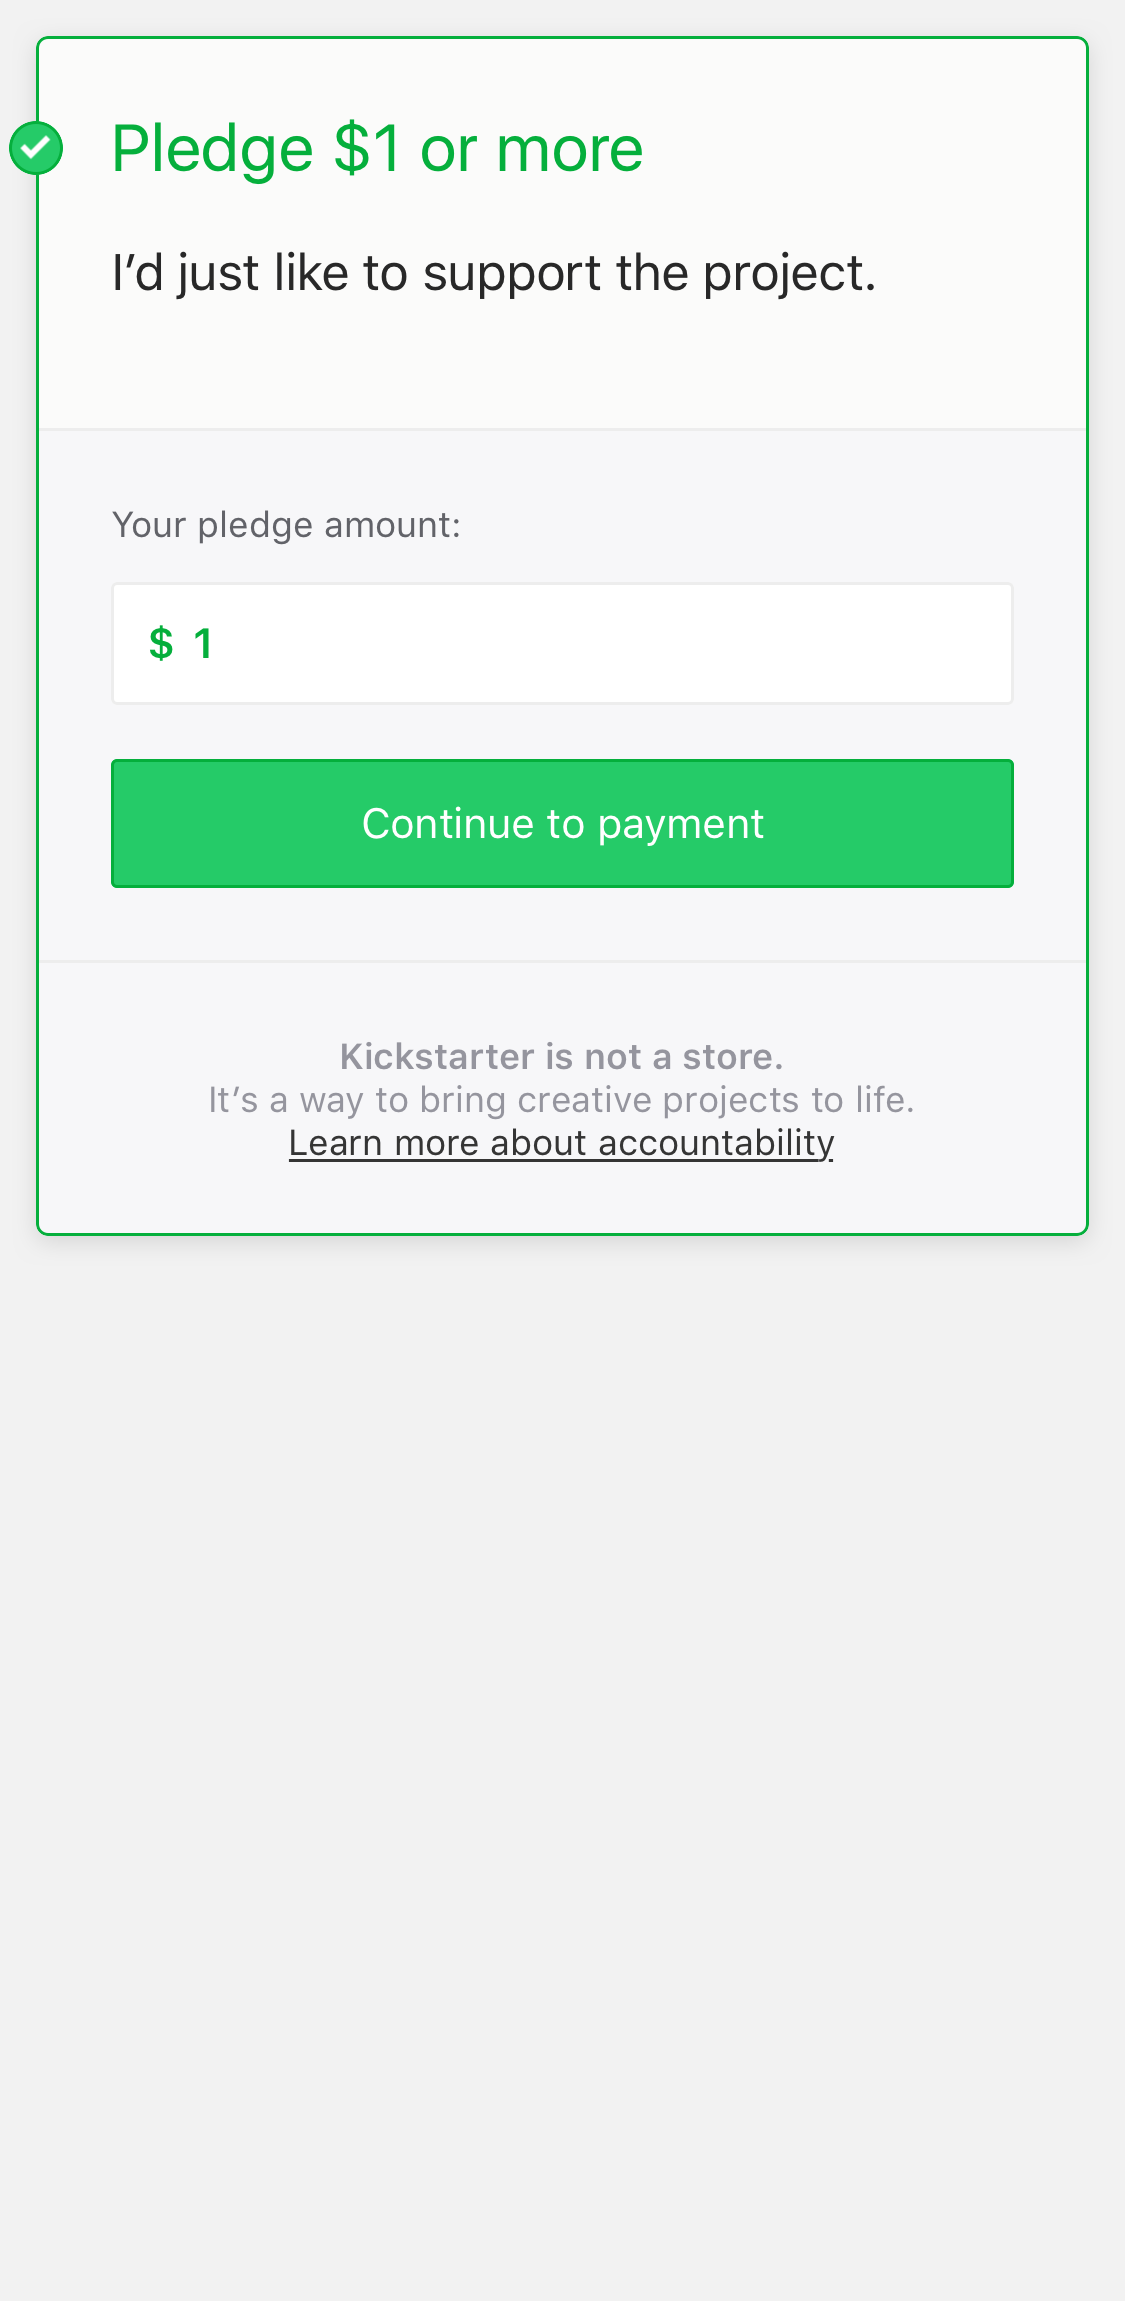 Pledge $1 or more
I’d just like to support the project.
Your pledge amount:
$ 1
Continue to payment
Kickstarter is not a store.
It’s a way to bring creative projects to life.
Learn more about accountability